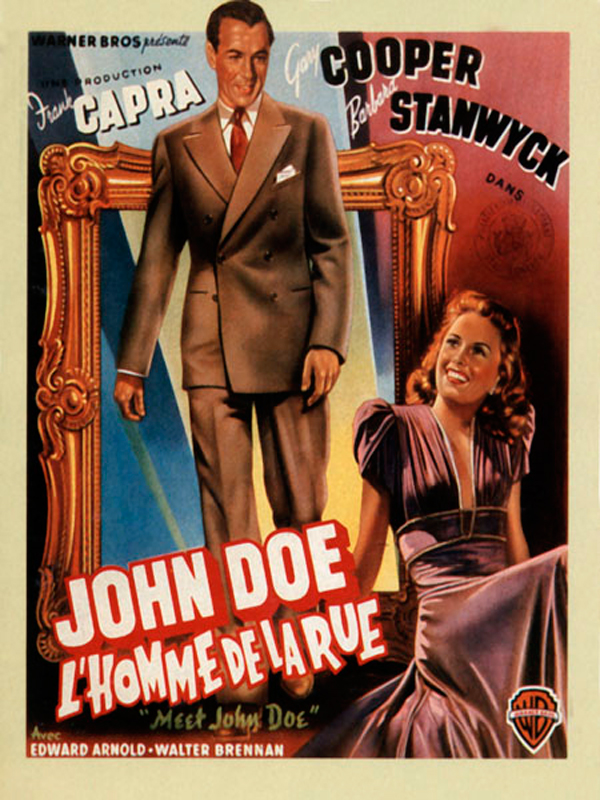 WARNER BROS présente
UNE PRODUCTION
Frank CAPRA
Gary COOPER
Barbara STANWYCK
DANS
JOHN DOE
L'HOMME DE LA RUE
"Meet John Doe"
Avec
EDWARD ARNOLD • WALTER BRENNAN
WB